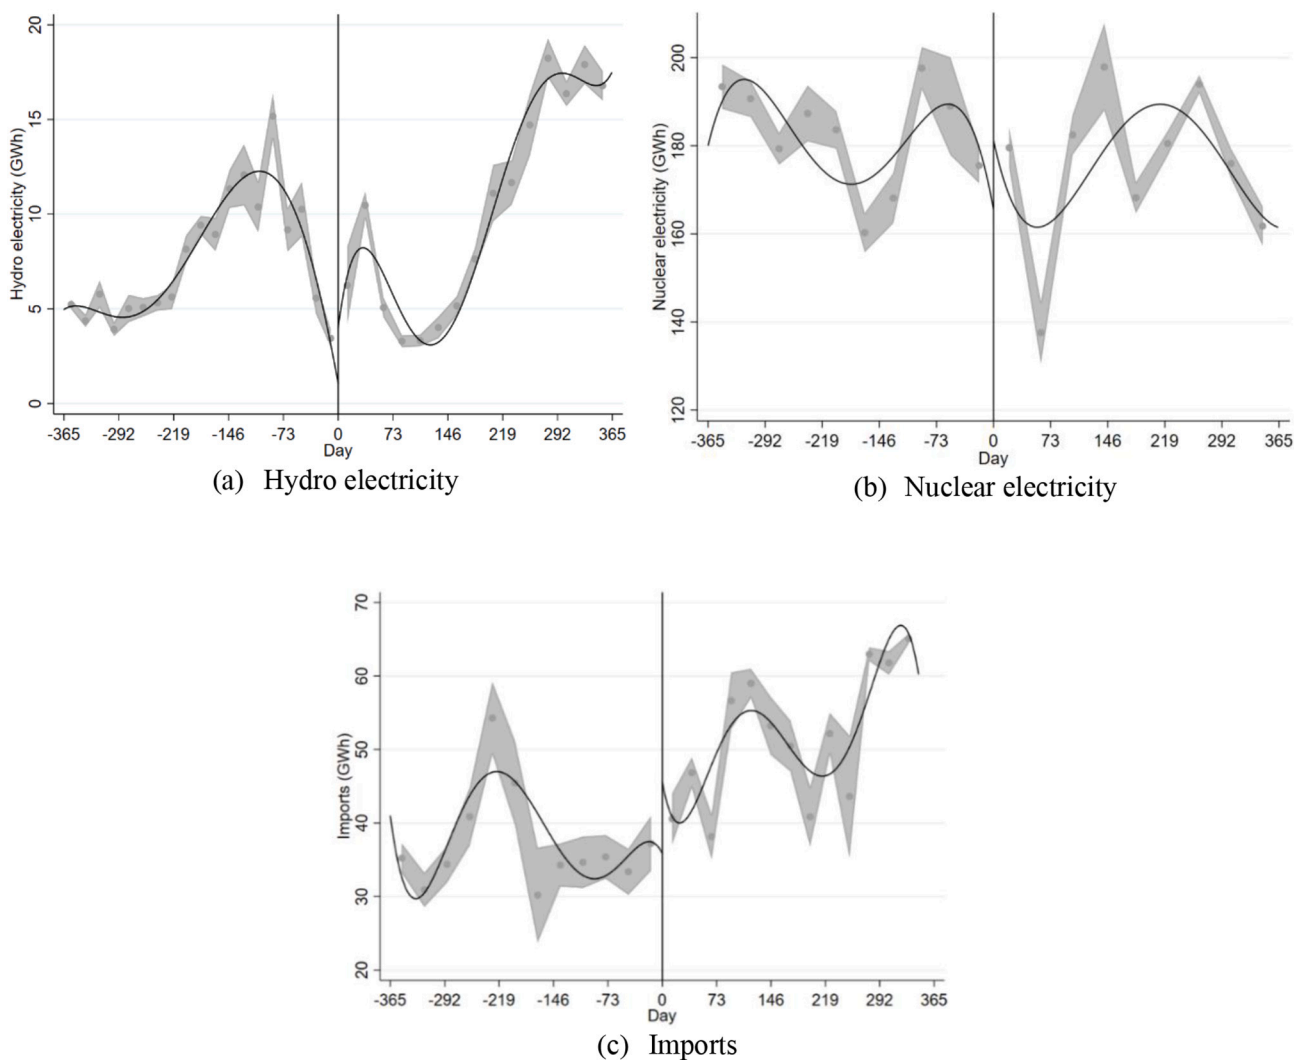 20
15
10
5
0
Hydro electricity (GWh)
-365 -292 -219 -146 -73 0 73 146 219 292 365
Day
(a) Hydro electricity
200
180
160
140
120
Nuclear electricity (GWh)
-365 -292 -219 -146 -73 0 73 146 219 292 365
Day
(b) Nuclear electricity
70
60
50
40
30
20
Imports (GWh)
-365 -292 -219 -146 -73 0 73 146 219 292 365
Day
(c) Imports